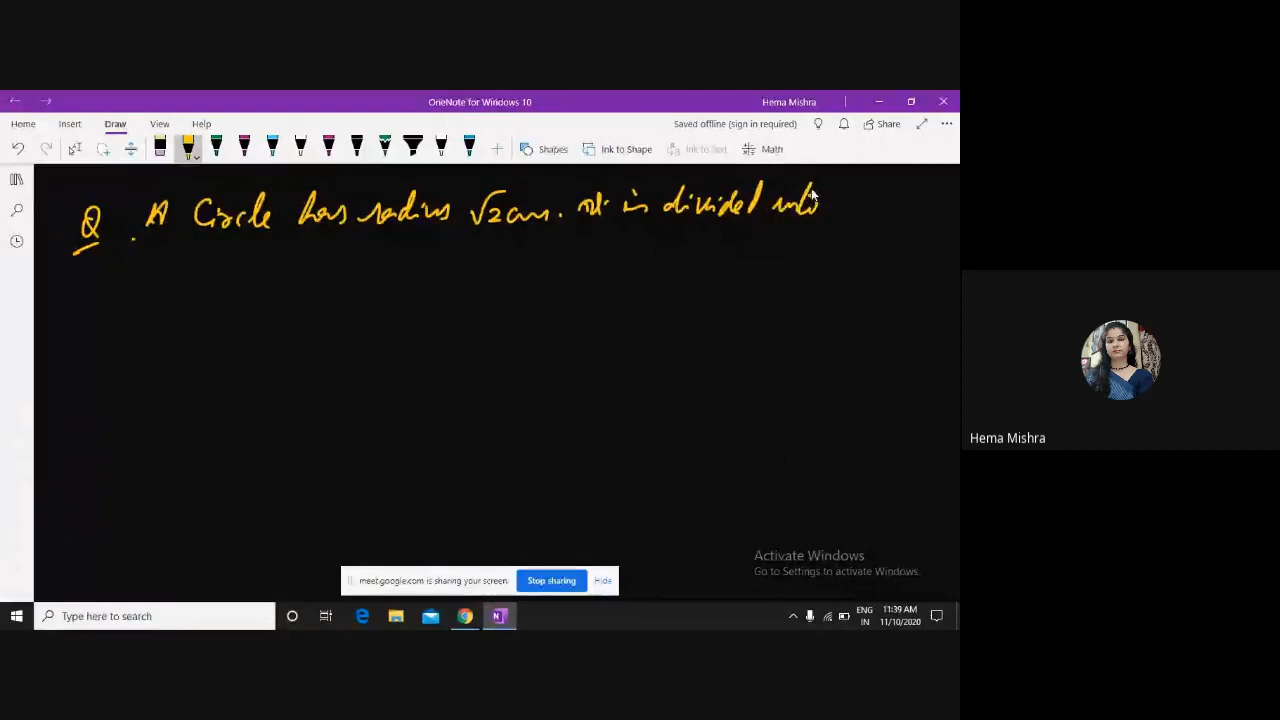 OneNote for Windows 10
Hema Mishra
Home Insert Draw View Help
Saved offline (sign in required) Share
Shapes Ink to Shape Ink to Text Math
Q. A Circle has radius √2 cm. It is divided into
Hema Mishra
Activate Windows
Go to Settings to activate Windows.
meet.google.com is sharing your screen. Stop sharing Hide
Type here to search
ENG 11:39 AM
IN 11/10/2020